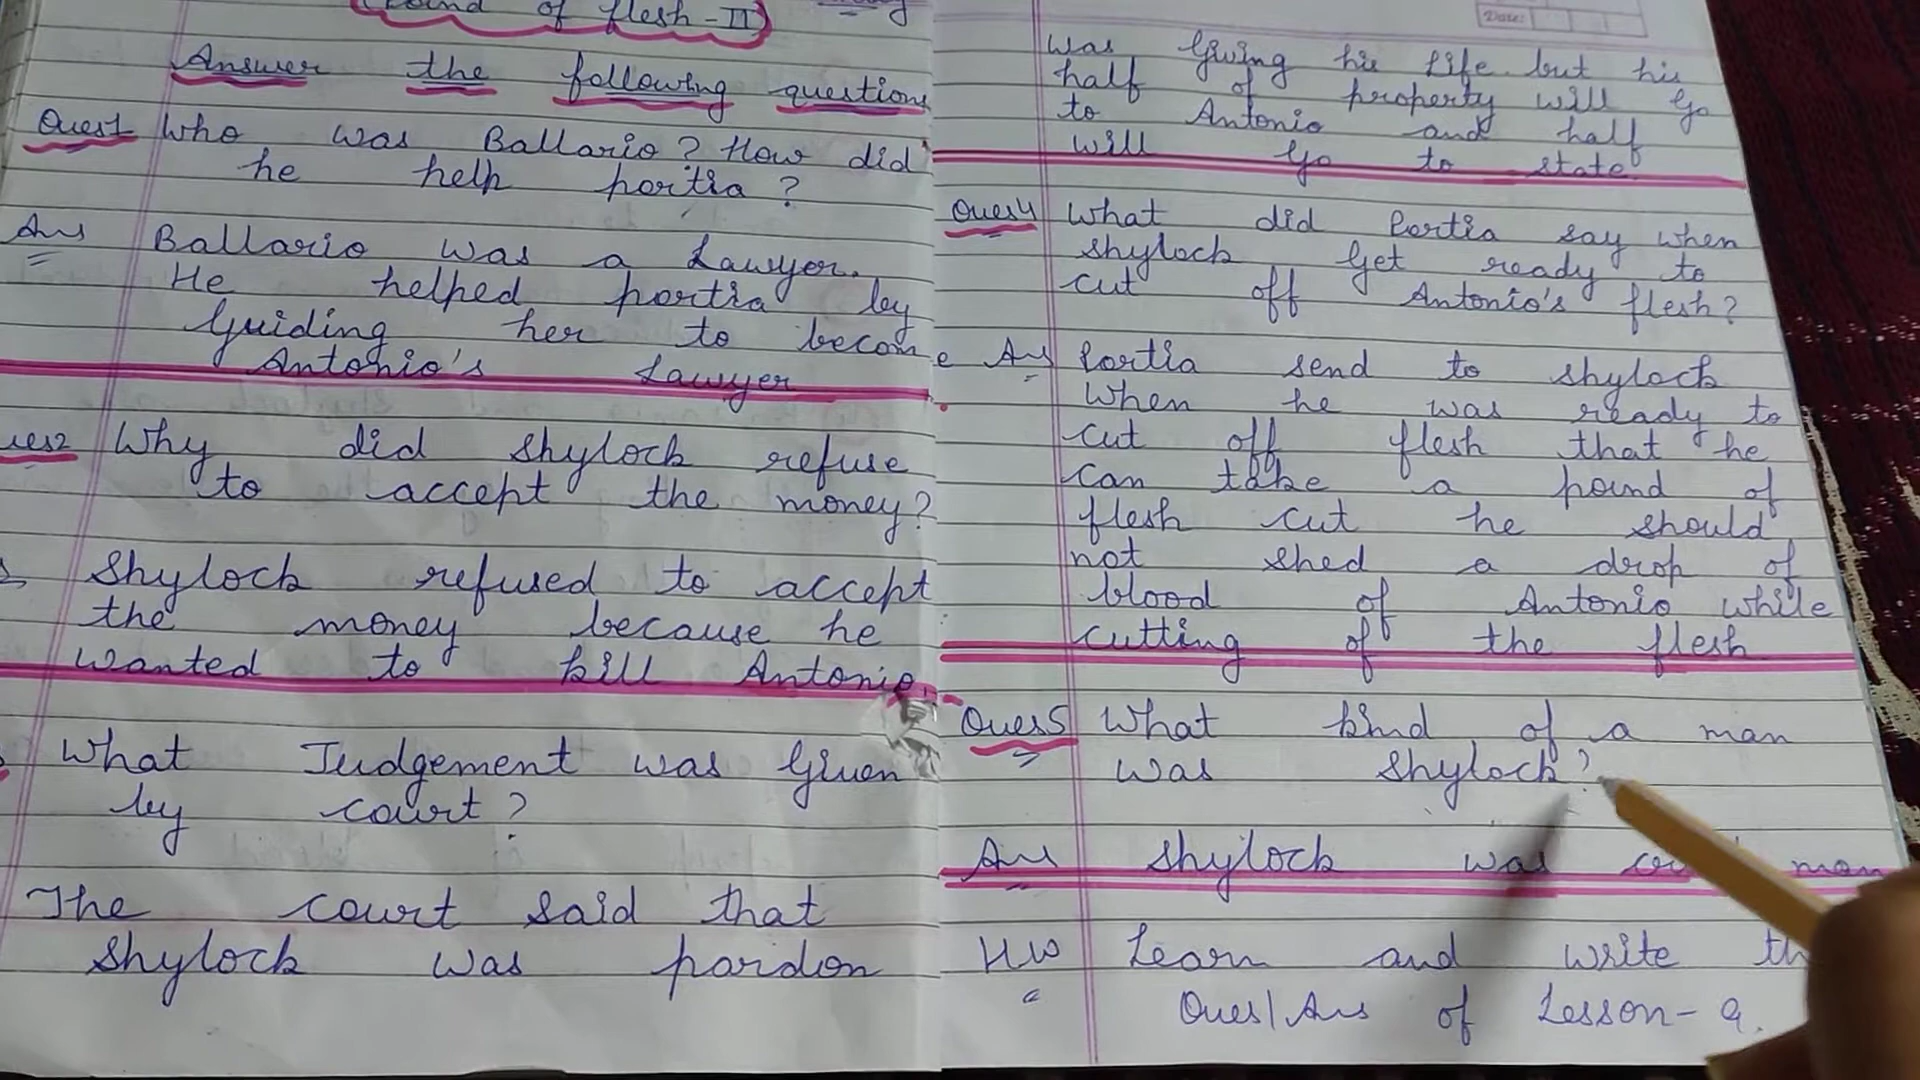 of flesh-II)
Answer the following questions
Ques1 Who was Ballario? How did
he help portia?
Ans Ballario was a Lawyer.
He helped portia by
Guiding her to become
Antonio's Lawyer
Ques2 Why did shylock refuse
to accept the money?
Shylock refused to accept
the money because he
wanted to kill Antonio.
What Judgement was Given
by court?
The court said that
shylock was pardon
Date:
was Giving his life but his
half of property will Go
to Antonio and half
will Go to state
Ques4 What did Portia say when
shylock Get ready to
cut off Antonio's flesh?
Ans Portia send to shylock
When he was ready to
cut off flesh that he
can take a pound of
flesh cut he should
not shed a drop of
blood of Antonio while
cutting of the flesh
Ques5 What kind of a man
was shylock?
Ans shylock was man
HW Learn and write
Ques/Ans of Lesson-9.